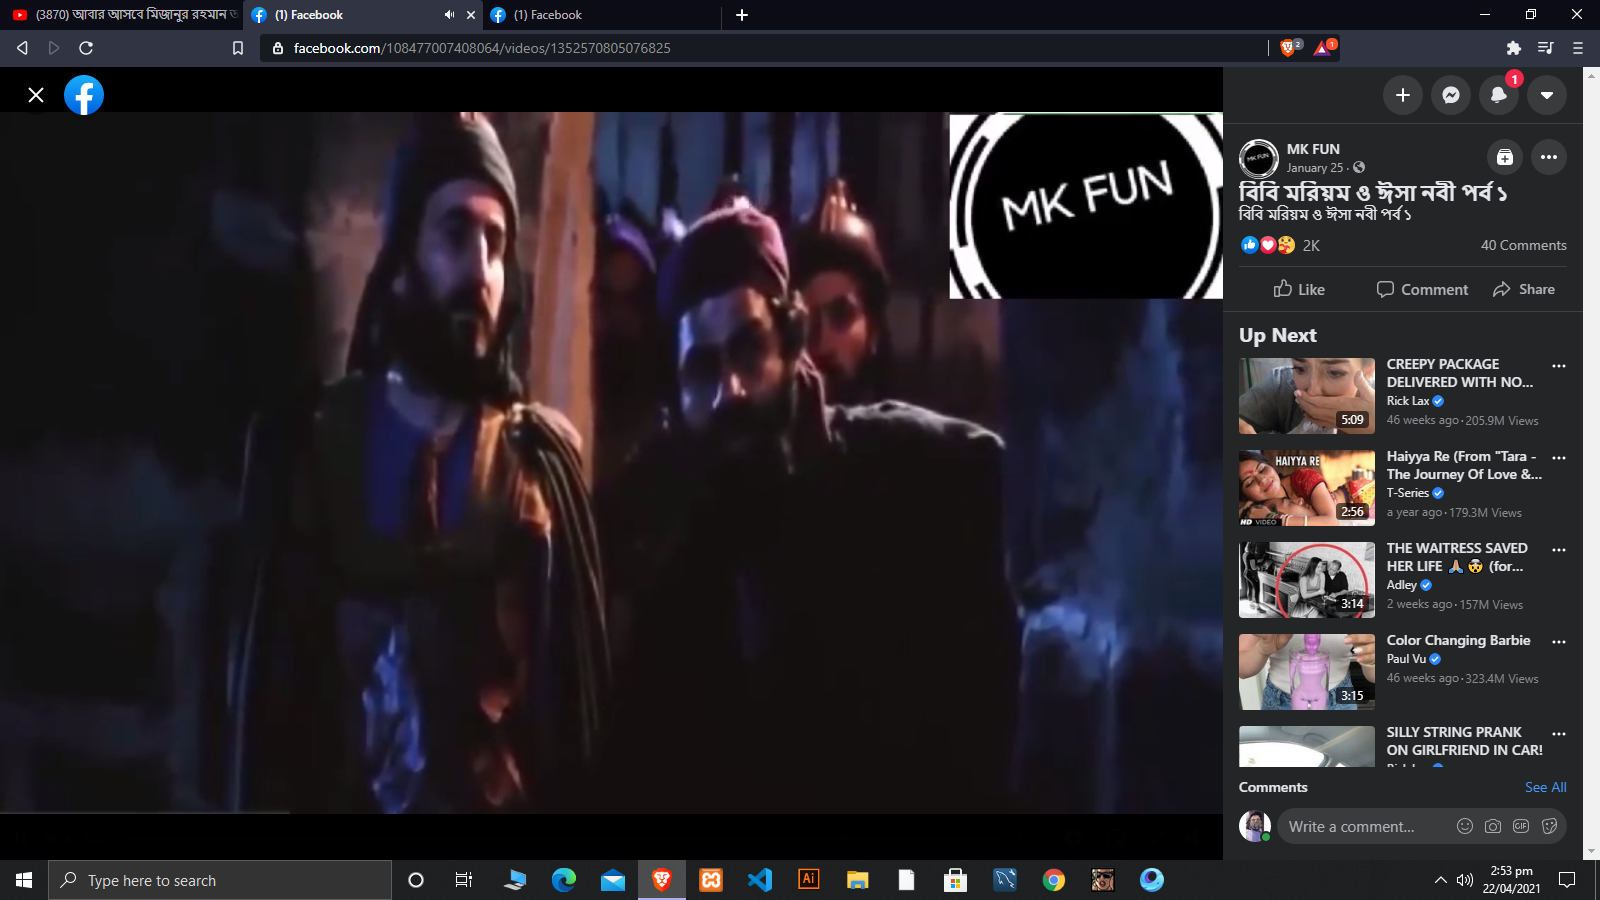 (3870) আবার আসবে মিজানুর রহমান
(1) Facebook
(1) Facebook
facebook.com/108477007408064/videos/1352570805076825
2
1
1
MK FUN
MK FUN
MK FUN
January 25
বিবি মরিয়ম ও ঈসা নবী পর্ব ১
বিবি মরিয়ম ও ঈসা নবী পর্ব ১
2K
40 Comments
Like
Comment
Share
Up Next
CREEPY PACKAGE
DELIVERED WITH NO...
Rick Lax
46 weeks ago · 205.9M Views
5:09
Haiyya Re (From "Tara -
The Journey Of Love &...
T-Series
a year ago · 179.3M Views
HAIYYA RE
2:56
HD VIDEO
THE WAITRESS SAVED
HER LIFE 🙏🏽 🤯 (for...
Adley
2 weeks ago · 157M Views
3:14
Color Changing Barbie
Paul Vu
46 weeks ago · 323.4M Views
3:15
SILLY STRING PRANK
ON GIRLFRIEND IN CAR!
Comments
See All
Write a comment...
GIF
Type here to search
Ai
2:53 pm
22/04/2021